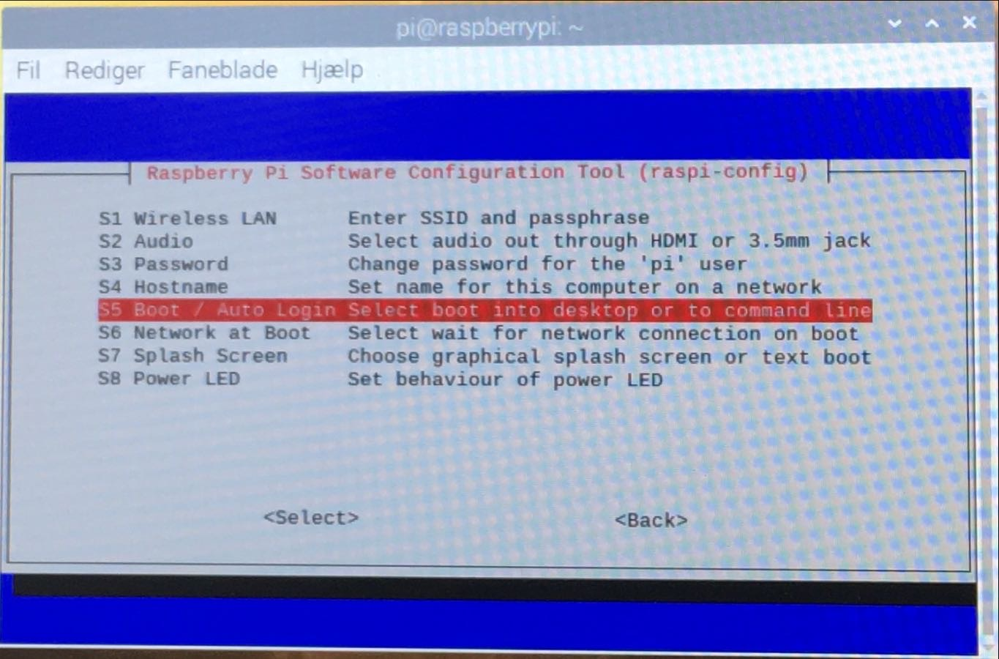 pi@raspberrypi: ~
Fil Rediger Faneblade Hjælp
Raspberry Pi Software Configuration Tool (raspi-config)
S1 Wireless LAN Enter SSID and passphrase
S2 Audio Select audio out through HDMI or 3.5mm jack
S3 Password Change password for the 'pi' user
S4 Hostname Set name for this computer on a network
S5 Boot / Auto Login Select boot into desktop or to command line
S6 Network at Boot Select wait for network connection on boot
S7 Splash Screen Choose graphical splash screen or text boot
S8 Power LED Set behaviour of power LED
<Select> <Back>